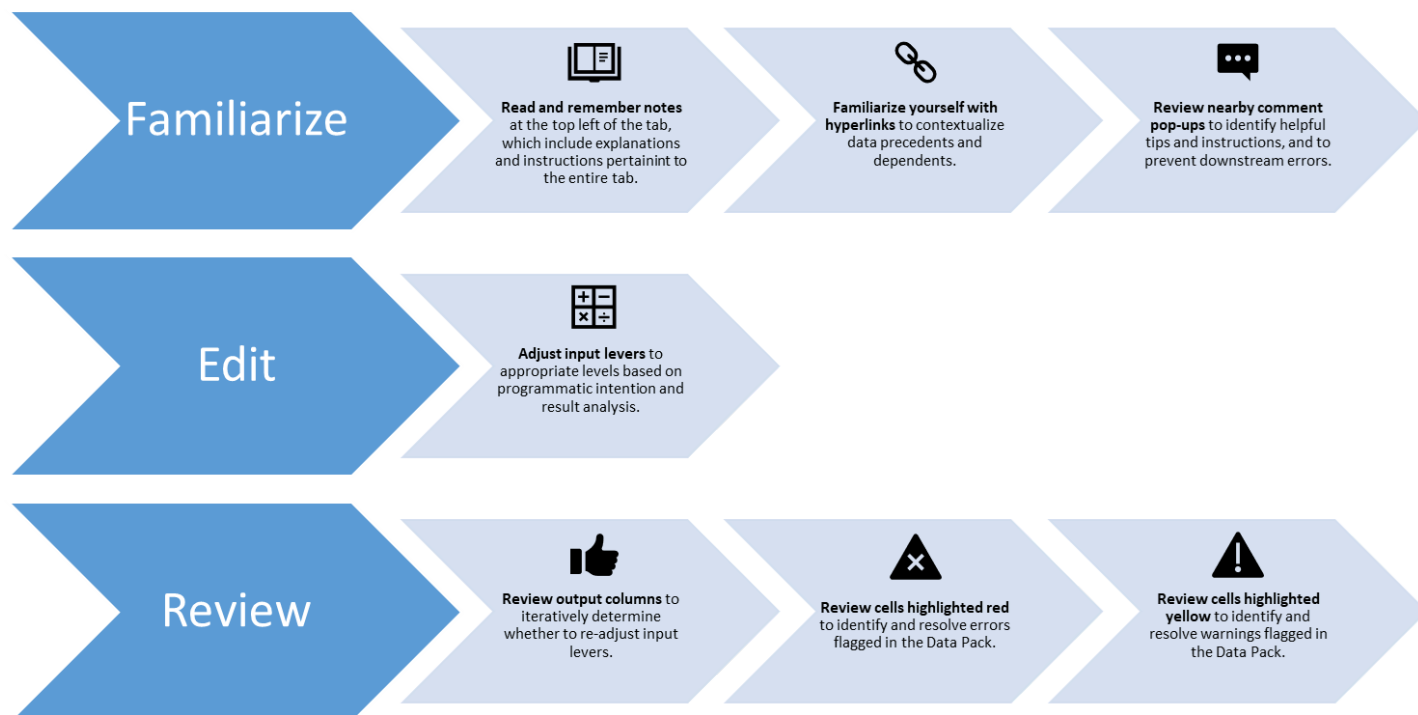 Familiarize
Read and remember notes
at the top left of the tab,
which include explanations
and instructions pertainint to
the entire tab.
Familiarize yourself with
hyperlinks to contextualize
data precedents and
dependents.
Review nearby comment
pop-ups to identify helpful
tips and instructions, and to
prevent downstream errors.
Edit
Adjust input levers to
appropriate levels based on
programmatic intention and
result analysis.
Review
Review output columns to
iteratively determine
whether to re-adjust input
levers.
Review cells highlighted red
to identify and resolve errors
flagged in the Data Pack.
Review cells highlighted
yellow to identify and
resolve warnings flagged in
the Data Pack.